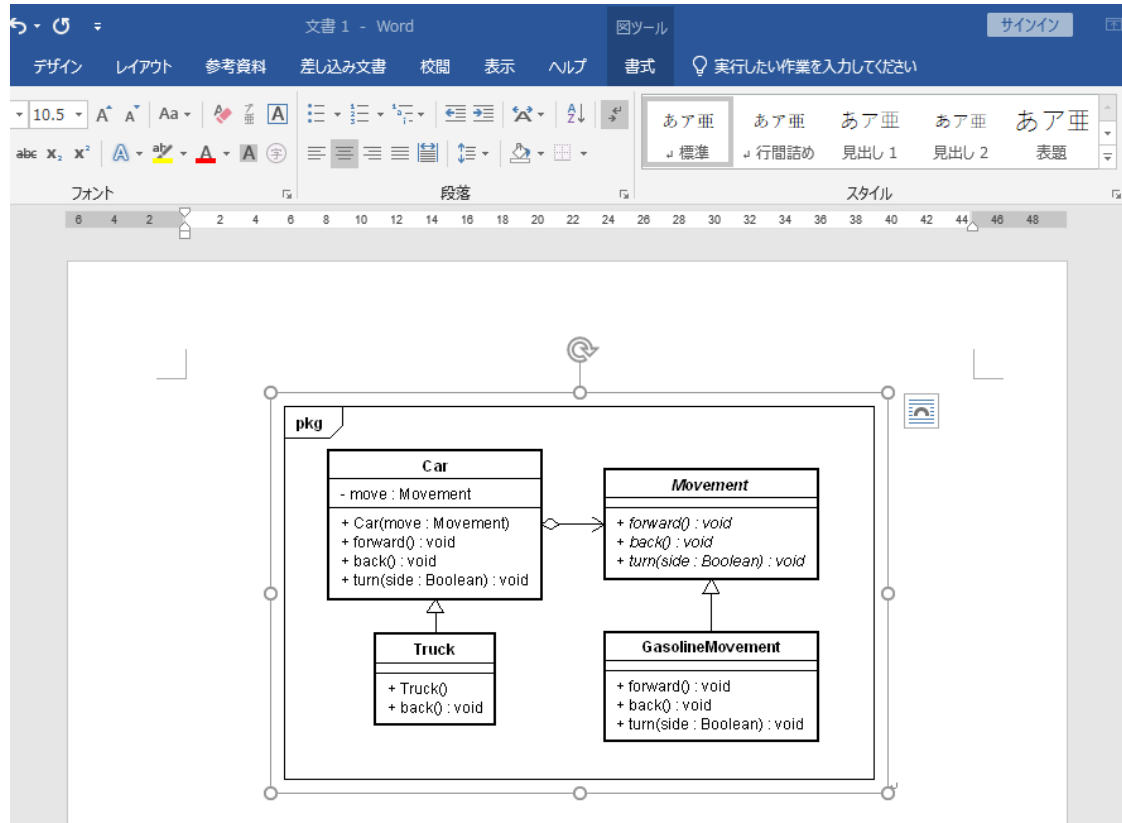 文書 1 - Word
図ツール
サインイン
デザイン レイアウト 参考資料 差し込み文書 校閲 表示 ヘルプ 書式 実行したい作業を入力してください
10.5 A A Aa ア亜 A A↓Z
あア亜 あア亜 あア亜 あア亜 あア亜
abc x₂ x² A aby A A 字
↲ 標準 ↲ 行間詰め 見出し 1 見出し 2 表題
フォント 段落 スタイル
6 4 2 2 4 6 8 10 12 14 16 18 20 22 24 26 28 30 32 34 36 38 40 42 44 46 48
pkg
Car
- move : Movement
+ Car(move : Movement)
+ forward() : void
+ back() : void
+ turn(side : Boolean) : void
Movement
+ forward() : void
+ back() : void
+ turn(side : Boolean) : void
Truck
+ Truck()
+ back() : void
GasolineMovement
+ forward() : void
+ back() : void
+ turn(side : Boolean) : void